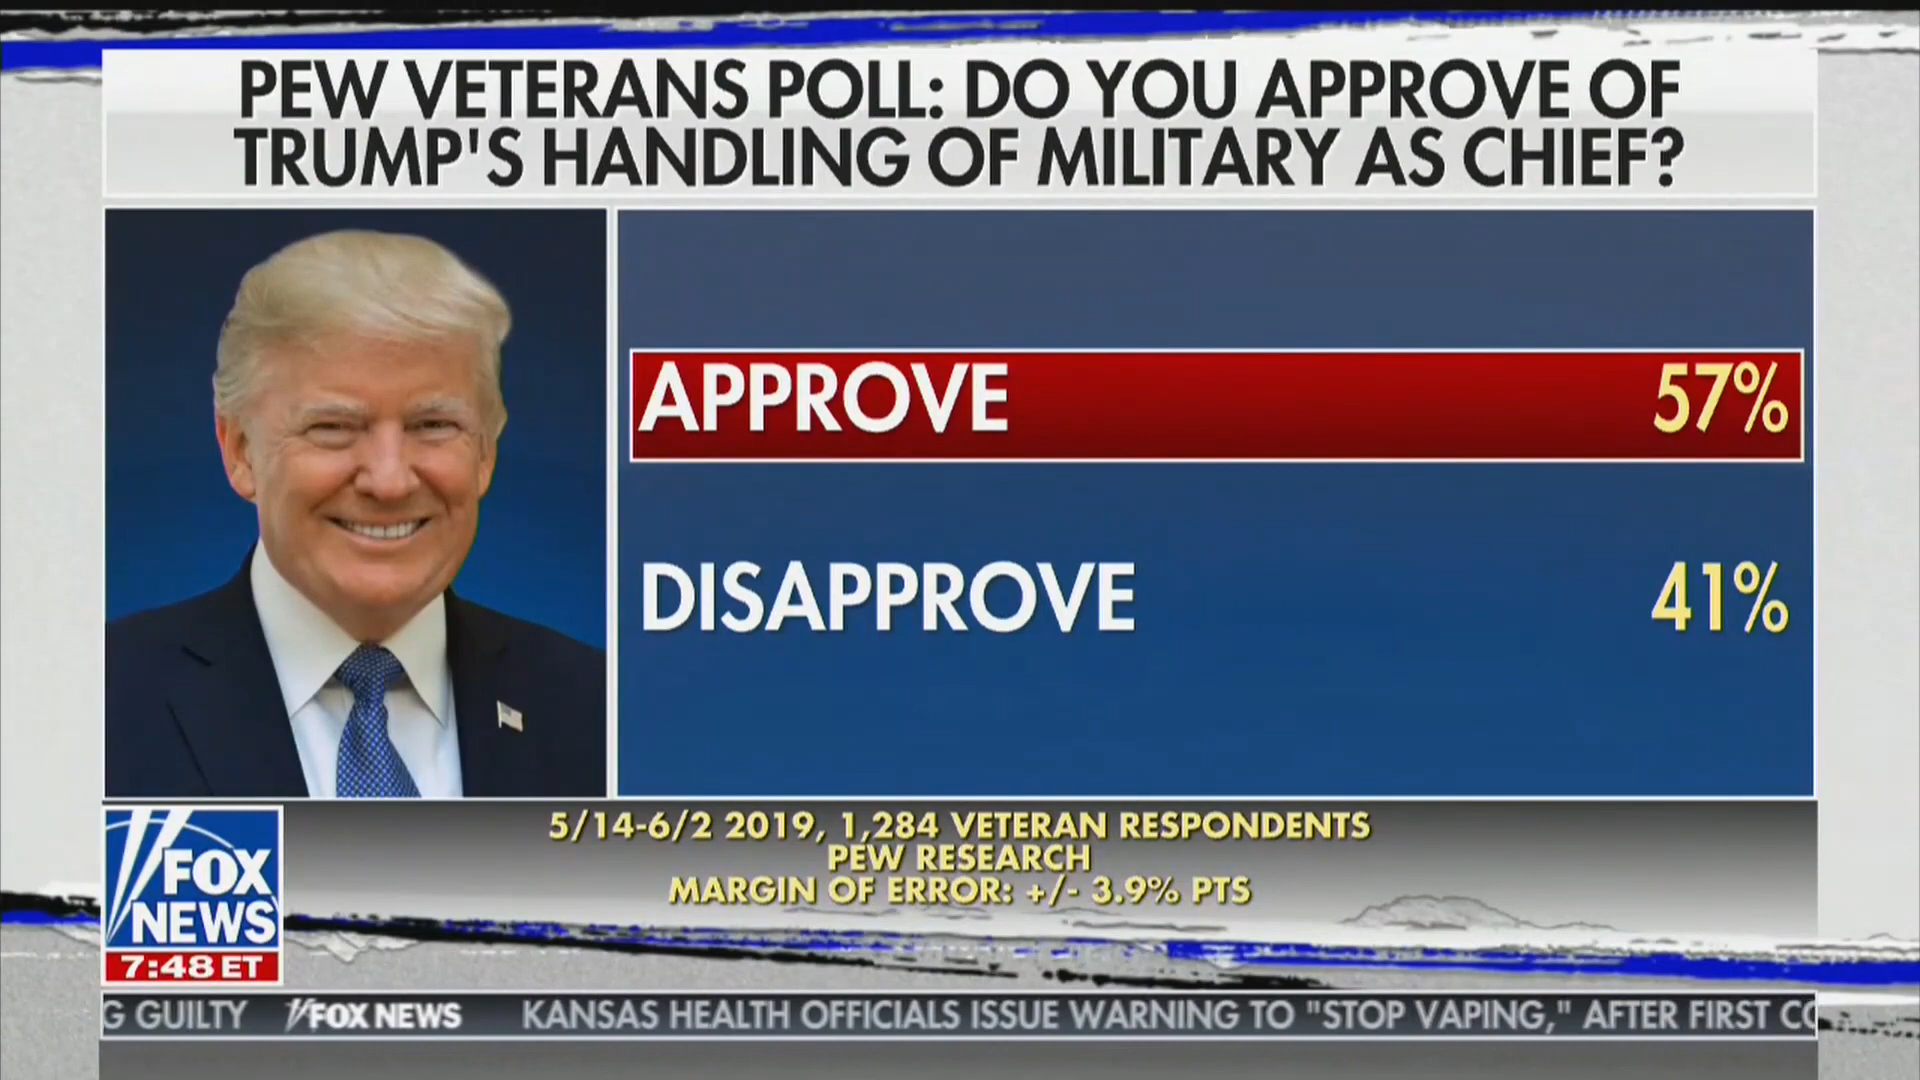 PEW VETERANS POLL: DO YOU APPROVE OF
TRUMP'S HANDLING OF MILITARY AS CHIEF?
APPROVE 57%
DISAPPROVE 41%
5/14-6/2 2019, 1,284 VETERAN RESPONDENTS
PEW RESEARCH
MARGIN OF ERROR: +/- 3.9% PTS
FOX
NEWS
7:48 ET
G GUILTY FOX NEWS KANSAS HEALTH OFFICIALS ISSUE WARNING TO "STOP VAPING," AFTER FIRST